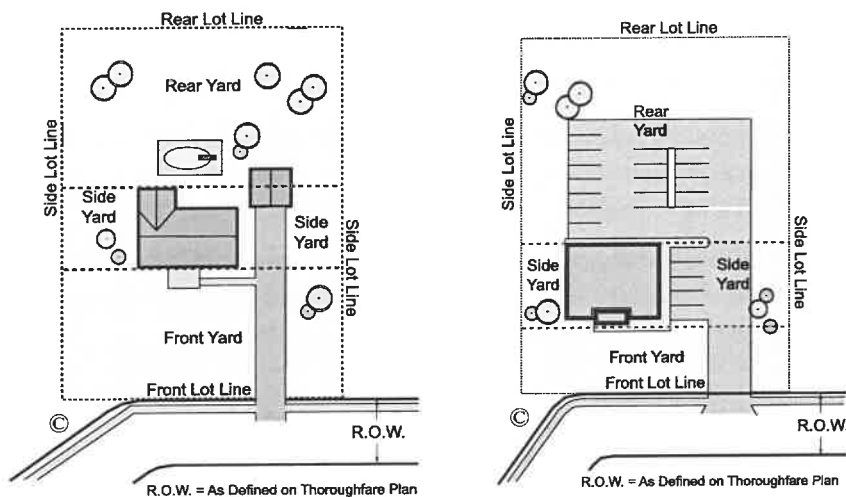 Rear Lot Line
Rear Yard
Side Lot Line
Side
Yard
Side
Yard
Side Lot Line
Front Yard
Front Lot Line
©
R.O.W.
R.O.W. = As Defined on Thoroughfare Plan
Rear Lot Line
Rear
Yard
Side Lot Line
Side
Yard
Side
Yard
Side Lot Line
Front Yard
Front Lot Line
©
R.O.W.
R.O.W. = As Defined on Thoroughfare Plan